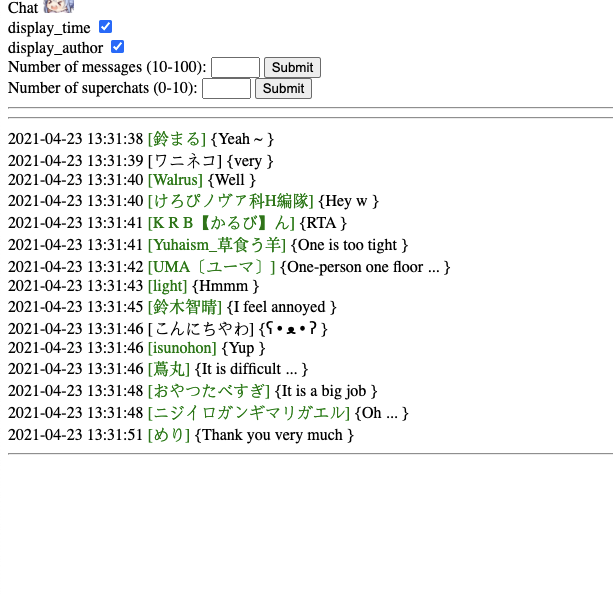 Chat
display_time
display_author
Number of messages (10-100): Submit
Number of superchats (0-10): Submit
2021-04-23 13:31:38 [鈴まる] {Yeah ~ }
2021-04-23 13:31:39 [ワニネコ] {very }
2021-04-23 13:31:40 [Walrus] {Well }
2021-04-23 13:31:40 [けろぴノヴァ科H編隊] {Hey w }
2021-04-23 13:31:41 [K R B【かるび】ん] {RTA }
2021-04-23 13:31:41 [Yuhaism_草食う羊] {One is too tight }
2021-04-23 13:31:42 [UMA〔ユーマ〕] {One-person one floor ... }
2021-04-23 13:31:43 [light] {Hmmm }
2021-04-23 13:31:45 [鈴木智晴] {I feel annoyed }
2021-04-23 13:31:46 [こんにちやわ] {ʕ•ᴥ•ʔ }
2021-04-23 13:31:46 [isunohon] {Yup }
2021-04-23 13:31:46 [蔦丸] {It is difficult ... }
2021-04-23 13:31:48 [おやつたべすぎ] {It is a big job }
2021-04-23 13:31:48 [ニジイロガンギマリガエル] {Oh ... }
2021-04-23 13:31:51 [めり] {Thank you very much }